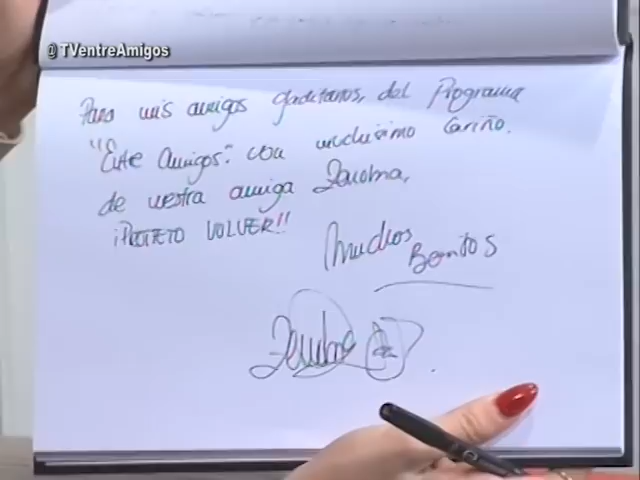 @TVentreAmigos
Para mis amigos gaditanos, del Programa
"Entre Amigos". con muchísimo Cariño.
de vuestra amiga
¡PROMETO VOLVER!!
Muchos
Besitos